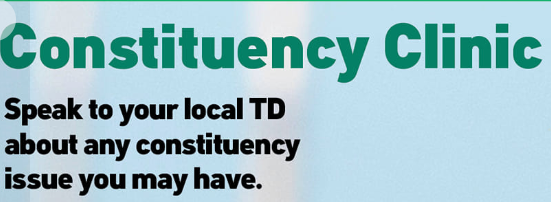 Constituency Clinic
Speak to your local TD
about any constituency
issue you may have.